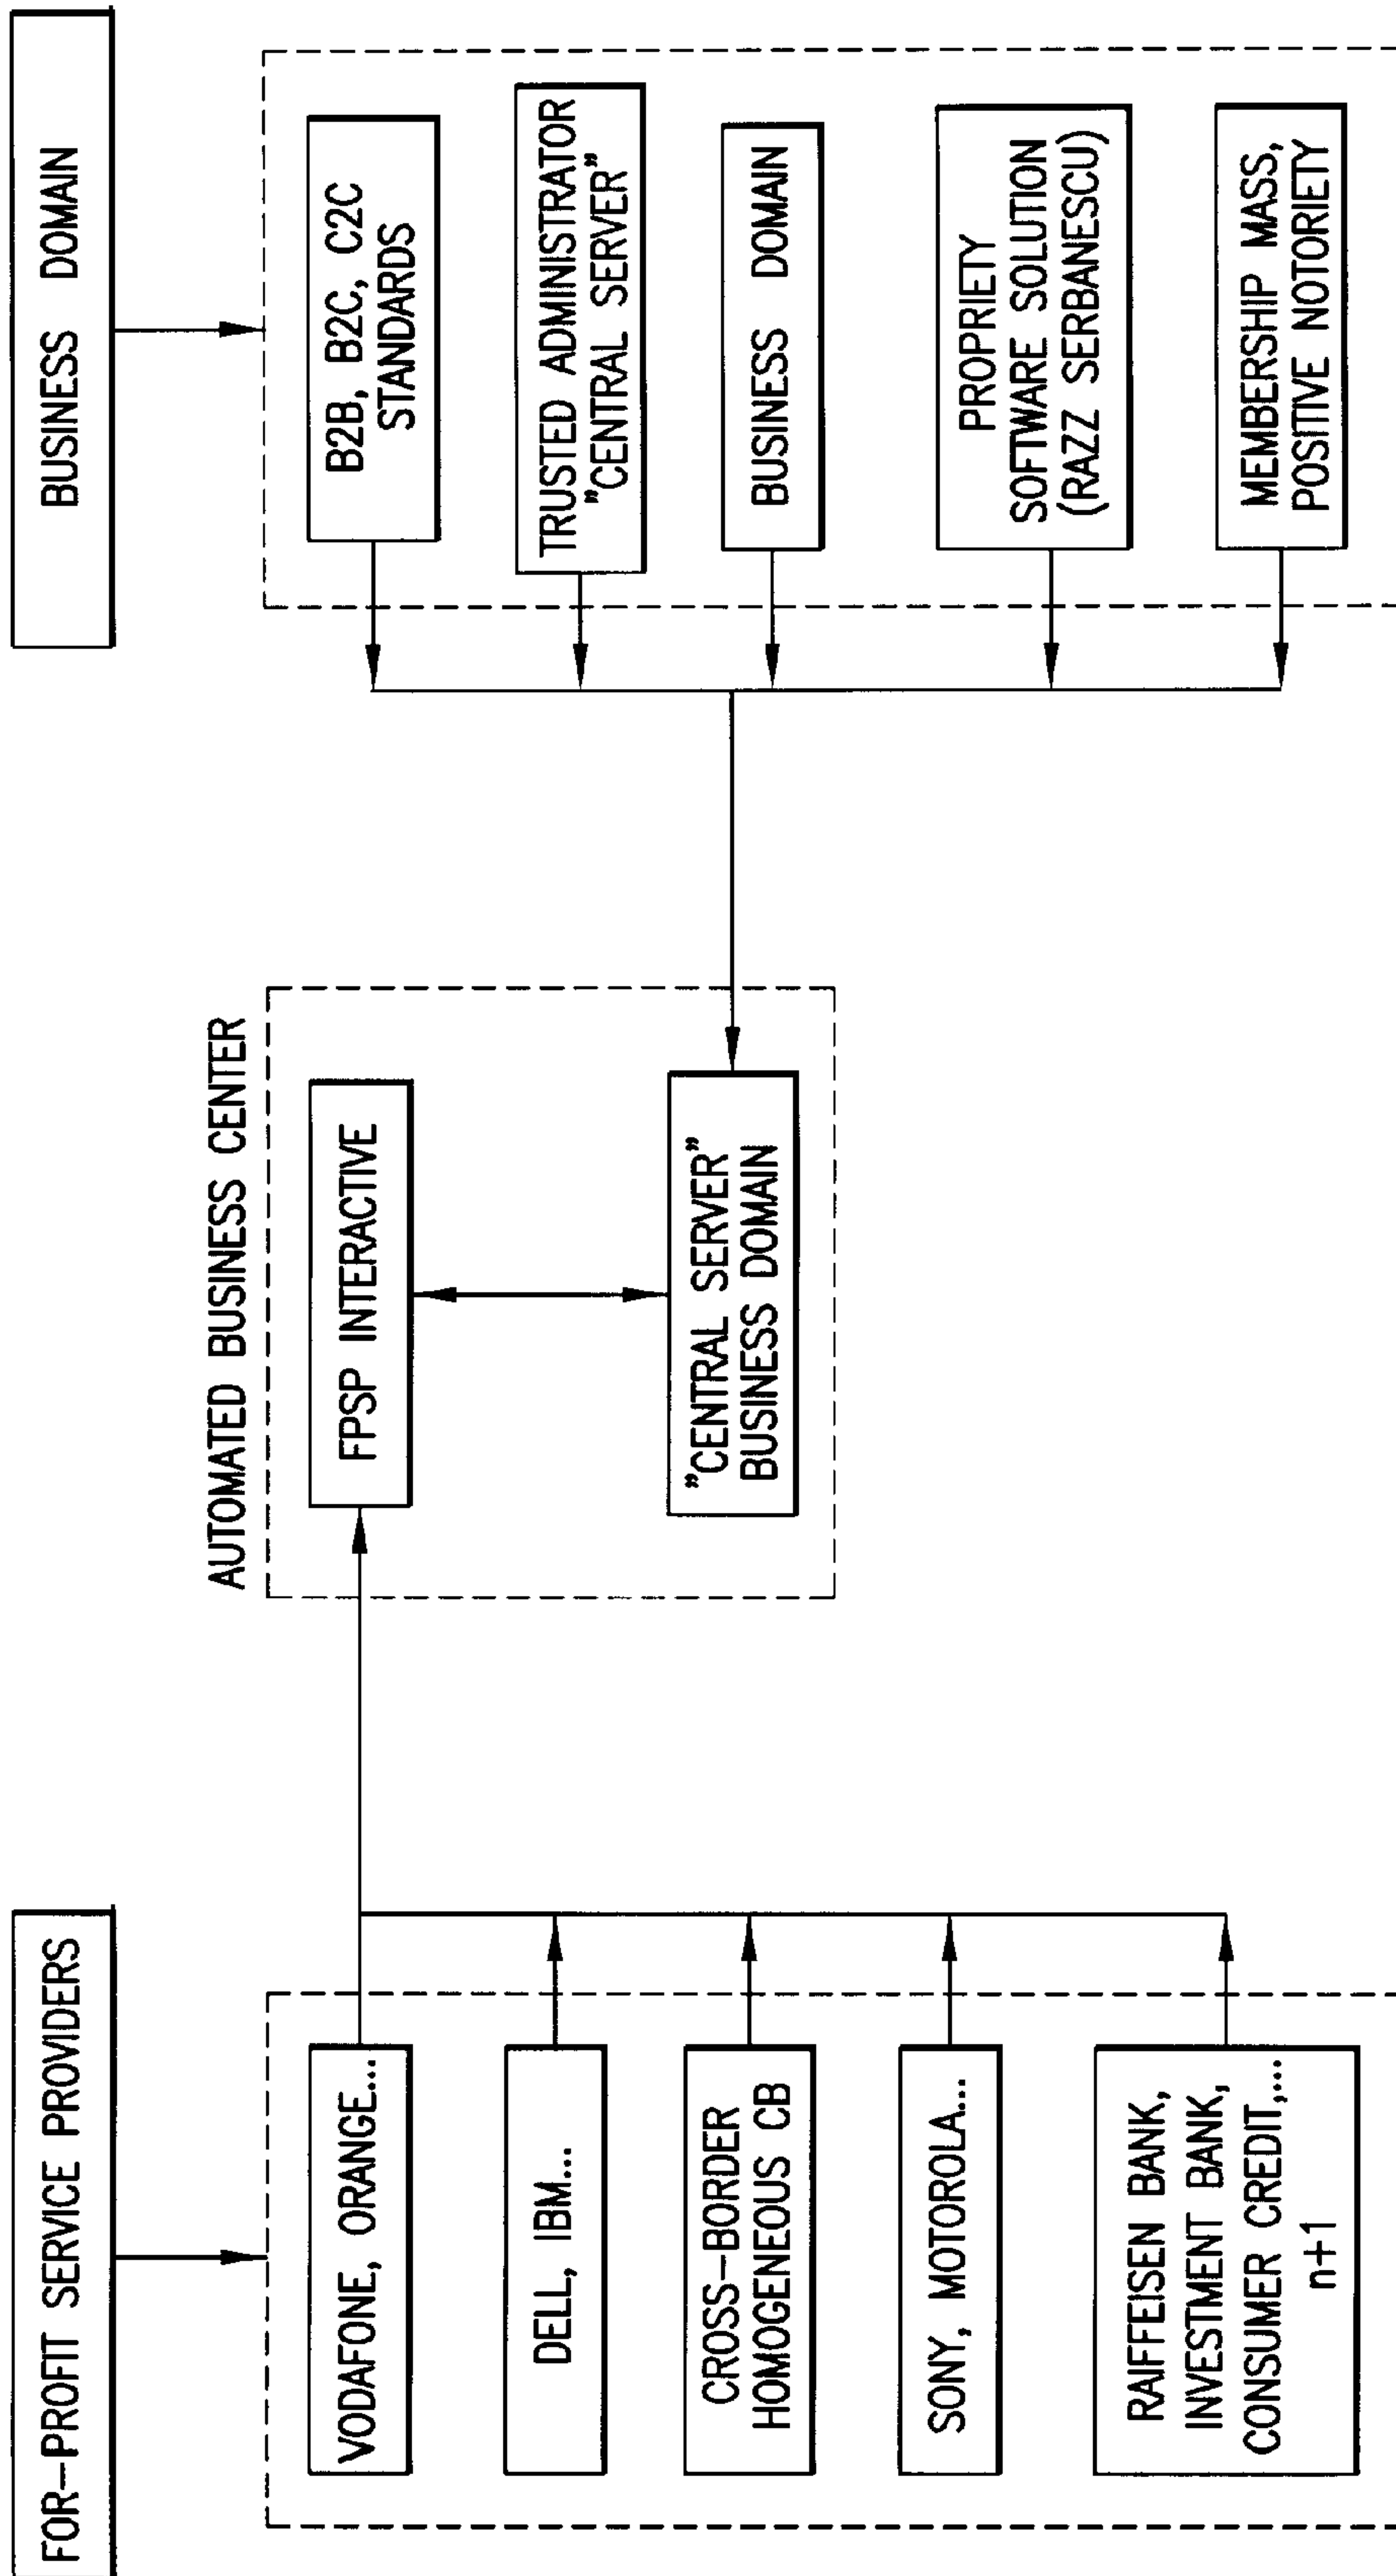 FOR-PROFIT SERVICE PROVIDERS
VODAFONE, ORANGE...
DELL, IBM...
CROSS-BORDER
HOMOGENEOUS CB
SONY, MOTOROLA...
RAIFFEISEN BANK,
INVESTMENT BANK,
CONSUMER CREDIT,...
n+1
AUTOMATED BUSINESS CENTER
FPSP INTERACTIVE
"CENTRAL SERVER"
BUSINESS DOMAIN
BUSINESS DOMAIN
B2B, B2C, C2C
STANDARDS
TRUSTED ADMINISTRATOR
"CENTRAL SERVER"
BUSINESS DOMAIN
PROPRIETY
SOFTWARE SOLUTION
(RAZZ SERBANESCU)
MEMBERSHIP MASS,
POSITIVE NOTORIETY